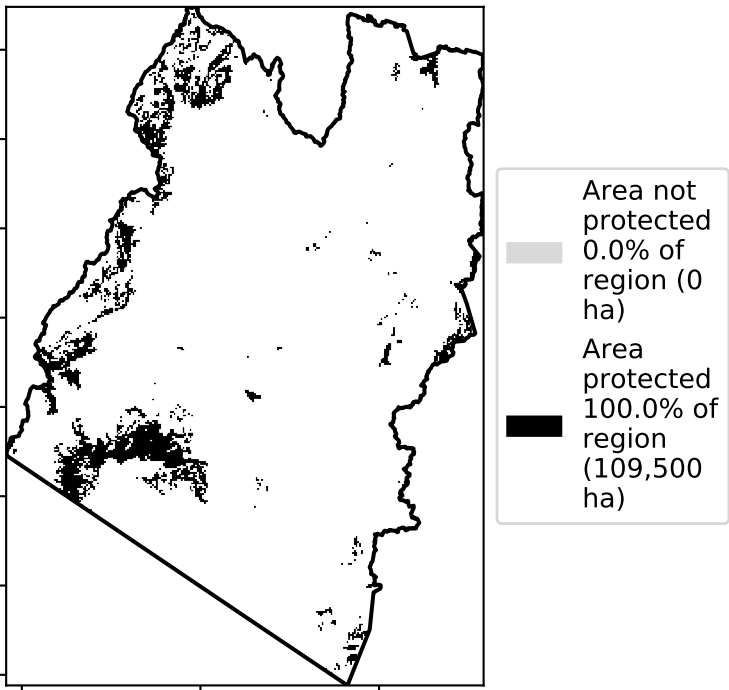 Area not
protected
0.0% of
region (0
ha)
Area
protected
100.0% of
region
(109,500
ha)